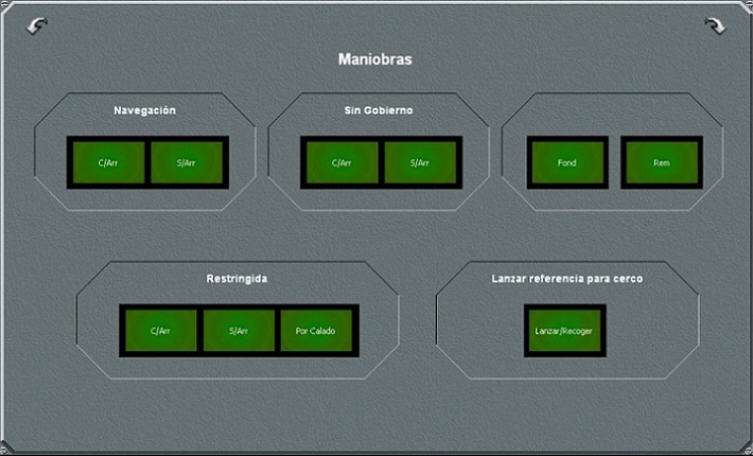 Maniobras
Navegación
Sin Gobierno
C/Arr
S/Arr
C/Arr
S/Arr
Fond
Rem
Restringida
Lanzar referencia para cerco
C/Arr
S/Arr
Por Calado
Lanzar/Recoger